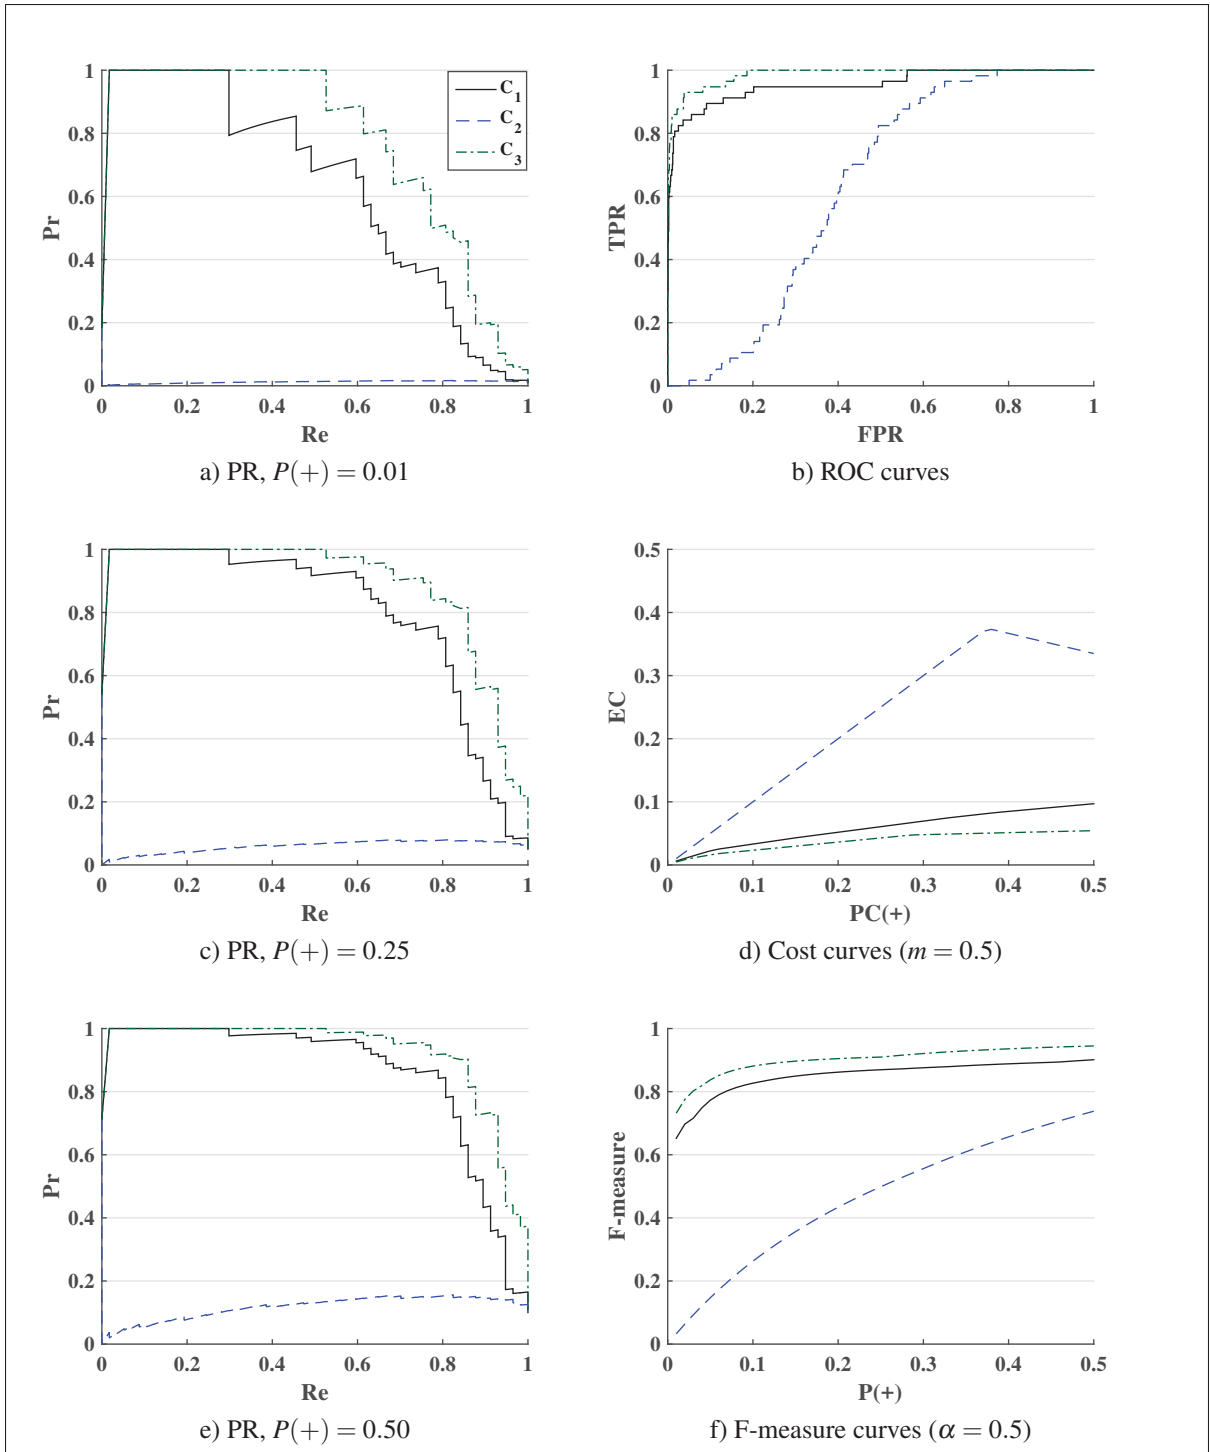 1
0.8
0.6
0.4
0.2
0
Pr
0 0.2 0.4 0.6 0.8 1
Re
C1
C2
C3
a) PR, P(+) = 0.01
1
0.8
0.6
0.4
0.2
0
TPR
0 0.2 0.4 0.6 0.8 1
FPR
b) ROC curves
1
0.8
0.6
0.4
0.2
0
Pr
0 0.2 0.4 0.6 0.8 1
Re
c) PR, P(+) = 0.25
0.5
0.4
0.3
0.2
0.1
0
EC
0 0.1 0.2 0.3 0.4 0.5
PC(+)
d) Cost curves (m = 0.5)
1
0.8
0.6
0.4
0.2
0
Pr
0 0.2 0.4 0.6 0.8 1
Re
e) PR, P(+) = 0.50
1
0.8
0.6
0.4
0.2
0
F-measure
0 0.1 0.2 0.3 0.4 0.5
P(+)
f) F-measure curves (α = 0.5)